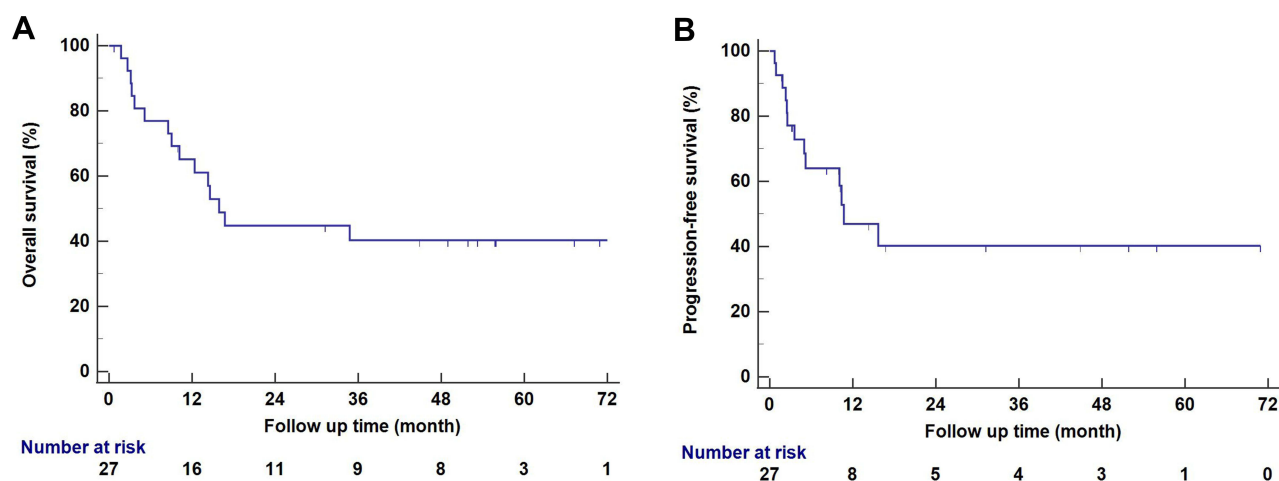 A
Overall survival (%)
100
80
60
40
20
0
0 12 24 36 48 60 72
Follow up time (month)
Number at risk
27 16 11 9 8 3 1
B
Progression-free survival (%)
100
80
60
40
20
0
0 12 24 36 48 60 72
Follow up time (month)
Number at risk
27 8 5 4 3 1 0